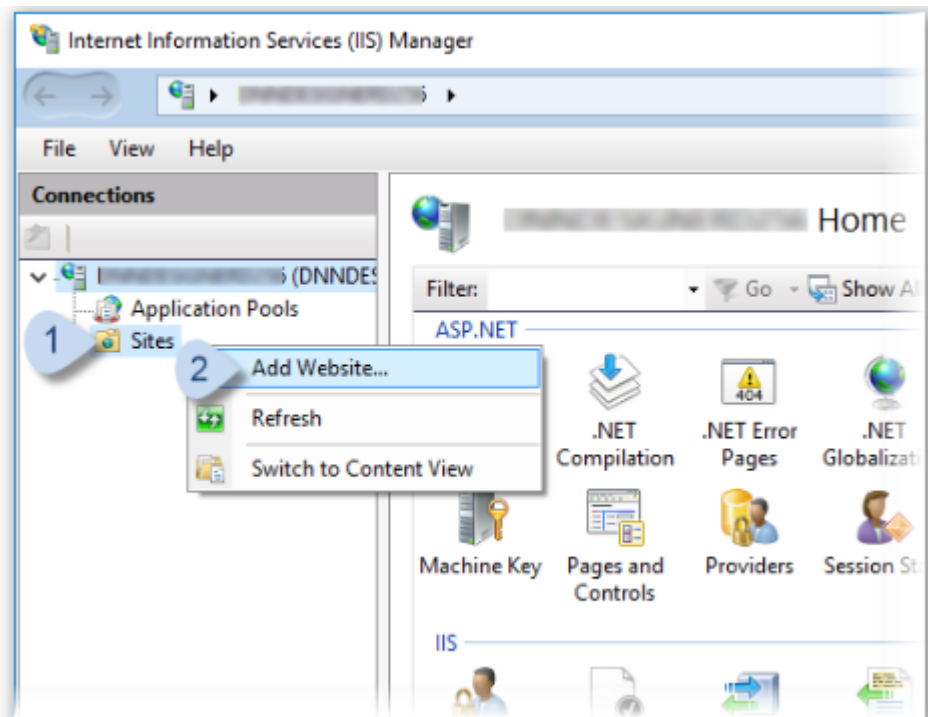 Internet Information Services (IIS) Manager
File View Help
Connections
Home
(DNNDES
Filter: Go Show Al
Application Pools
ASP.NET
1 Sites
2 Add Website...
Refresh
Switch to Content View
404
.NET Compilation
.NET Error Pages
.NET Globalizati
Machine Key
Pages and Controls
Providers
Session St
IIS